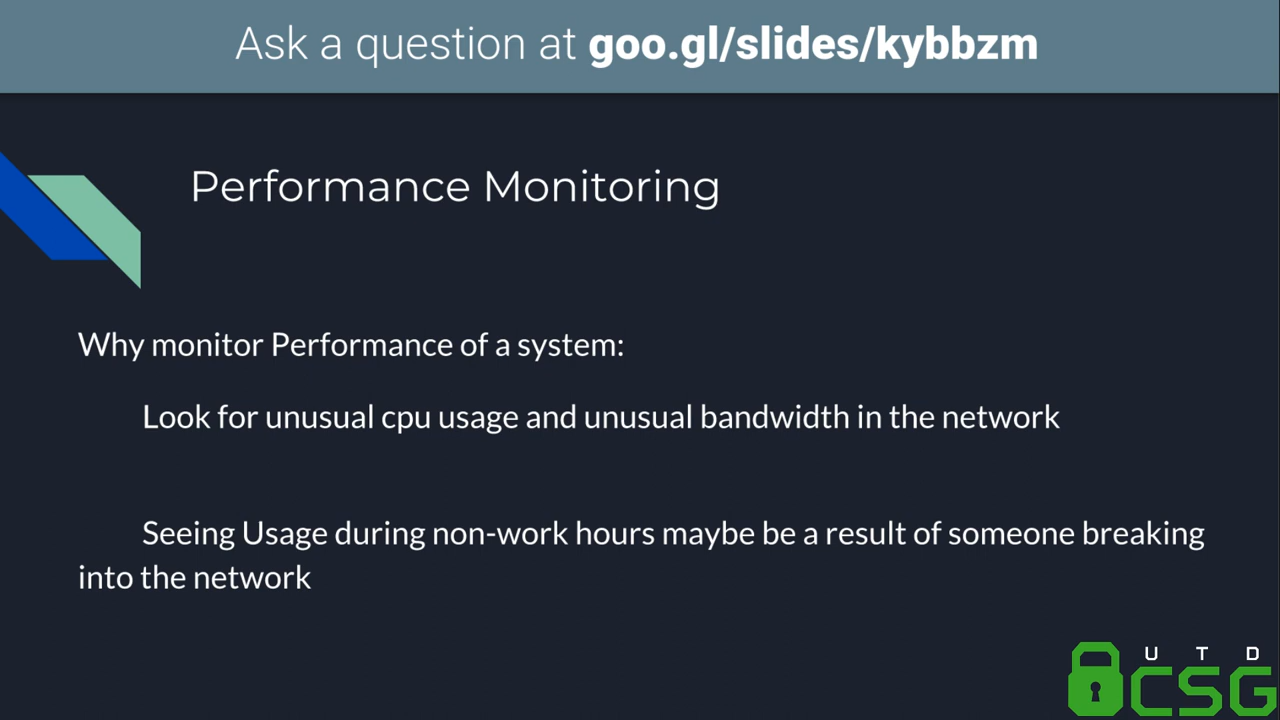 Ask a question at goo.gl/slides/kybbzm
Performance Monitoring
Why monitor Performance of a system:
Look for unusual cpu usage and unusual bandwidth in the network
Seeing Usage during non-work hours maybe be a result of someone breaking
into the network
U T D
CSG